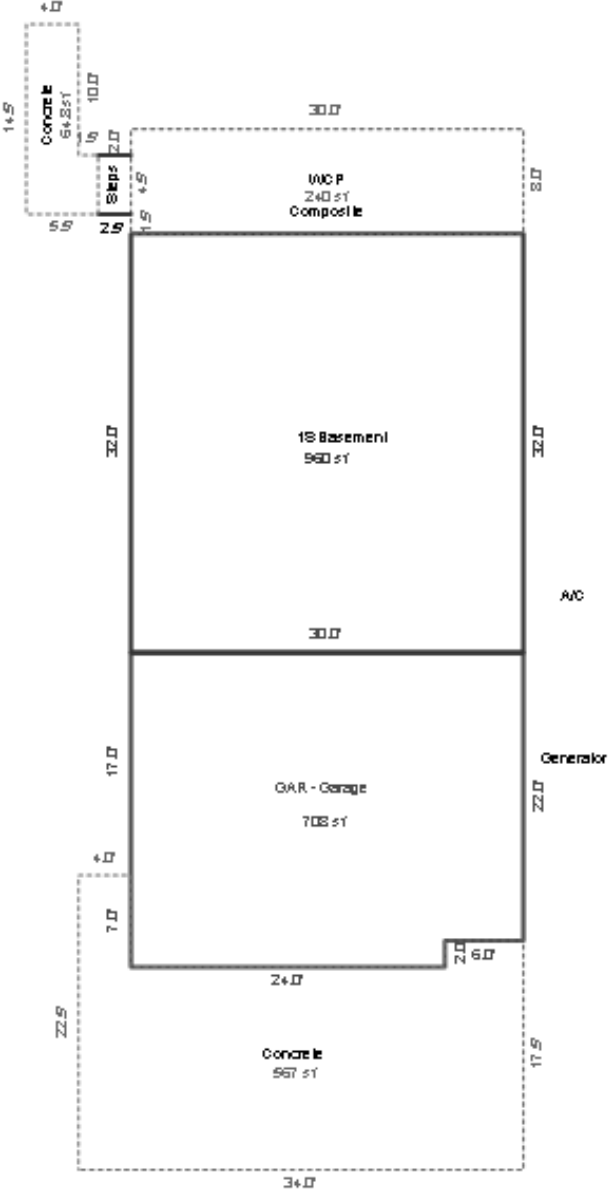 4.0'
14.5'
Concrete
64.8 sf
10.0'
2.0'
30.0'
Steps
4.5'
WCP
240 sf
Composite
8.0'
5.5'
2.5'
1.5'
32.0'
1S Basement
960 sf
32.0'
A/C
30.0'
17.0'
Generator
GAR - Garage
708 sf
22.0'
4.0'
7.0'
2.0'
6.0'
24.0'
22.5'
Concrete
567 sf
17.5'
34.0'